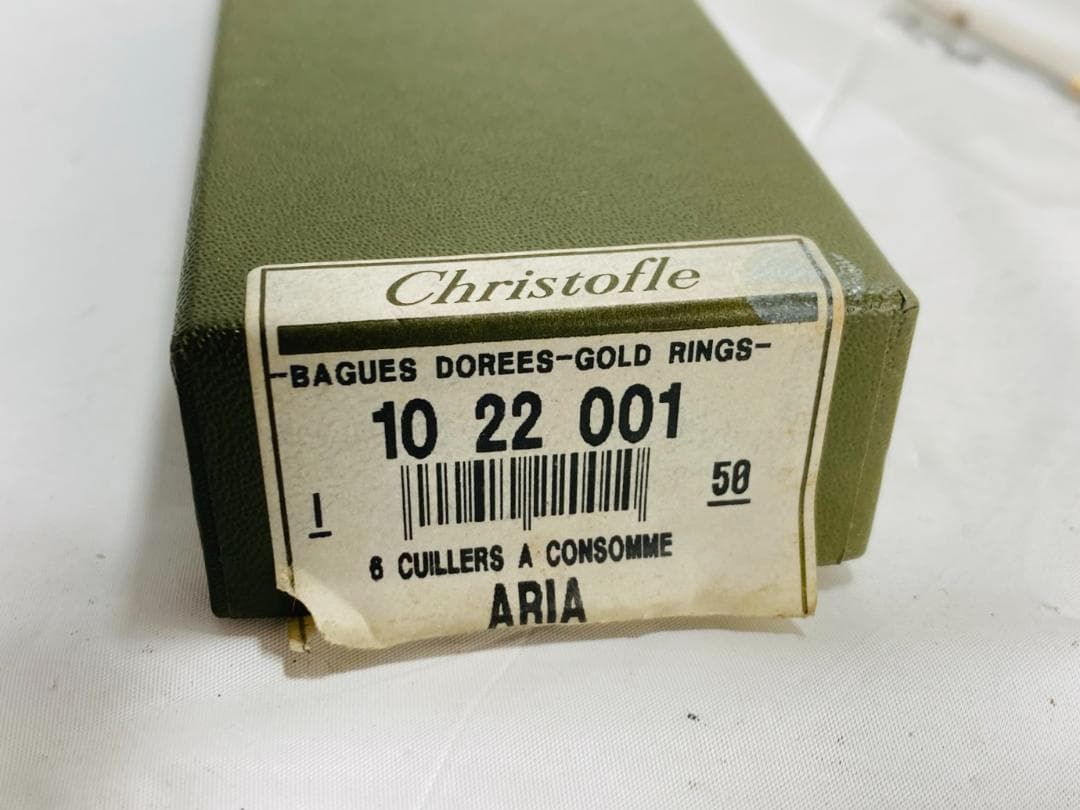 Christofle
-BAGUES DOREES-GOLD RINGS-
10 22 001
I
50
6 CUILLERS A CONSOMME
ARIA